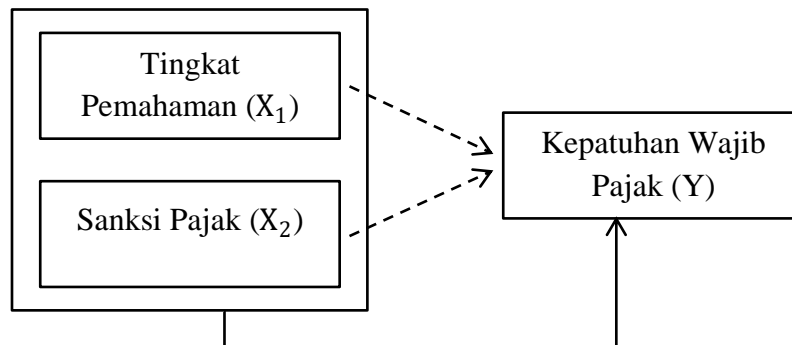 Tingkat
Pemahaman (X₁)
Sanksi Pajak (X₂)
Kepatuhan Wajib
Pajak (Y)